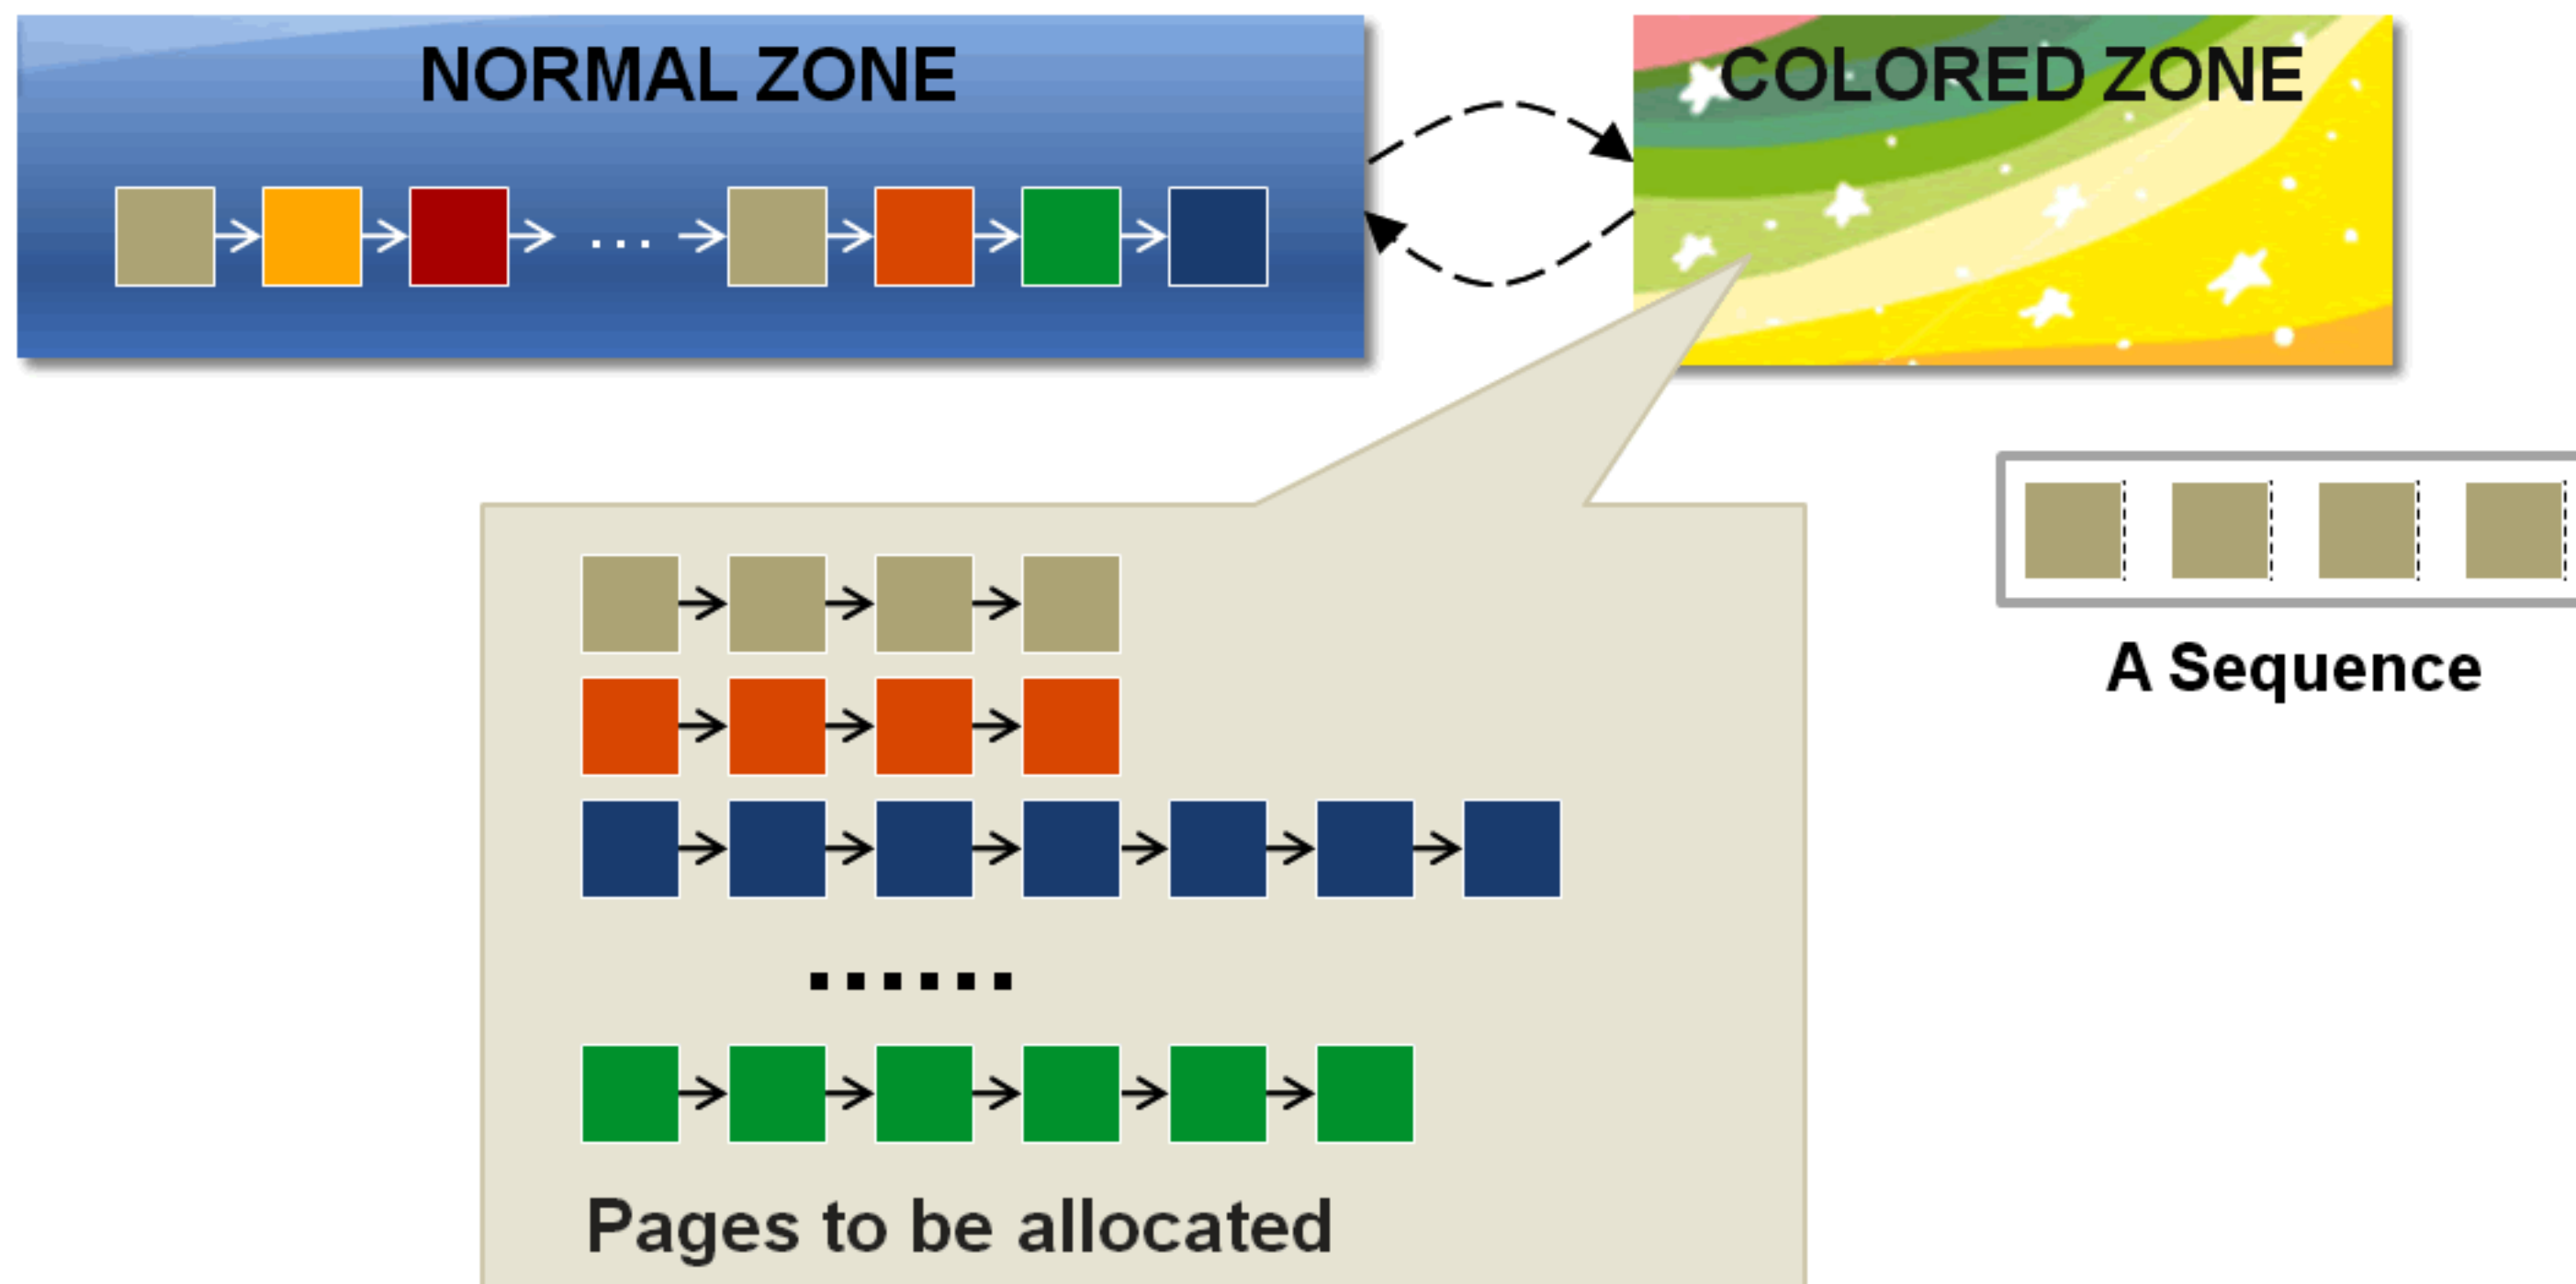 NORMAL ZONE
COLORED ZONE
...
A Sequence
......
Pages to be allocated